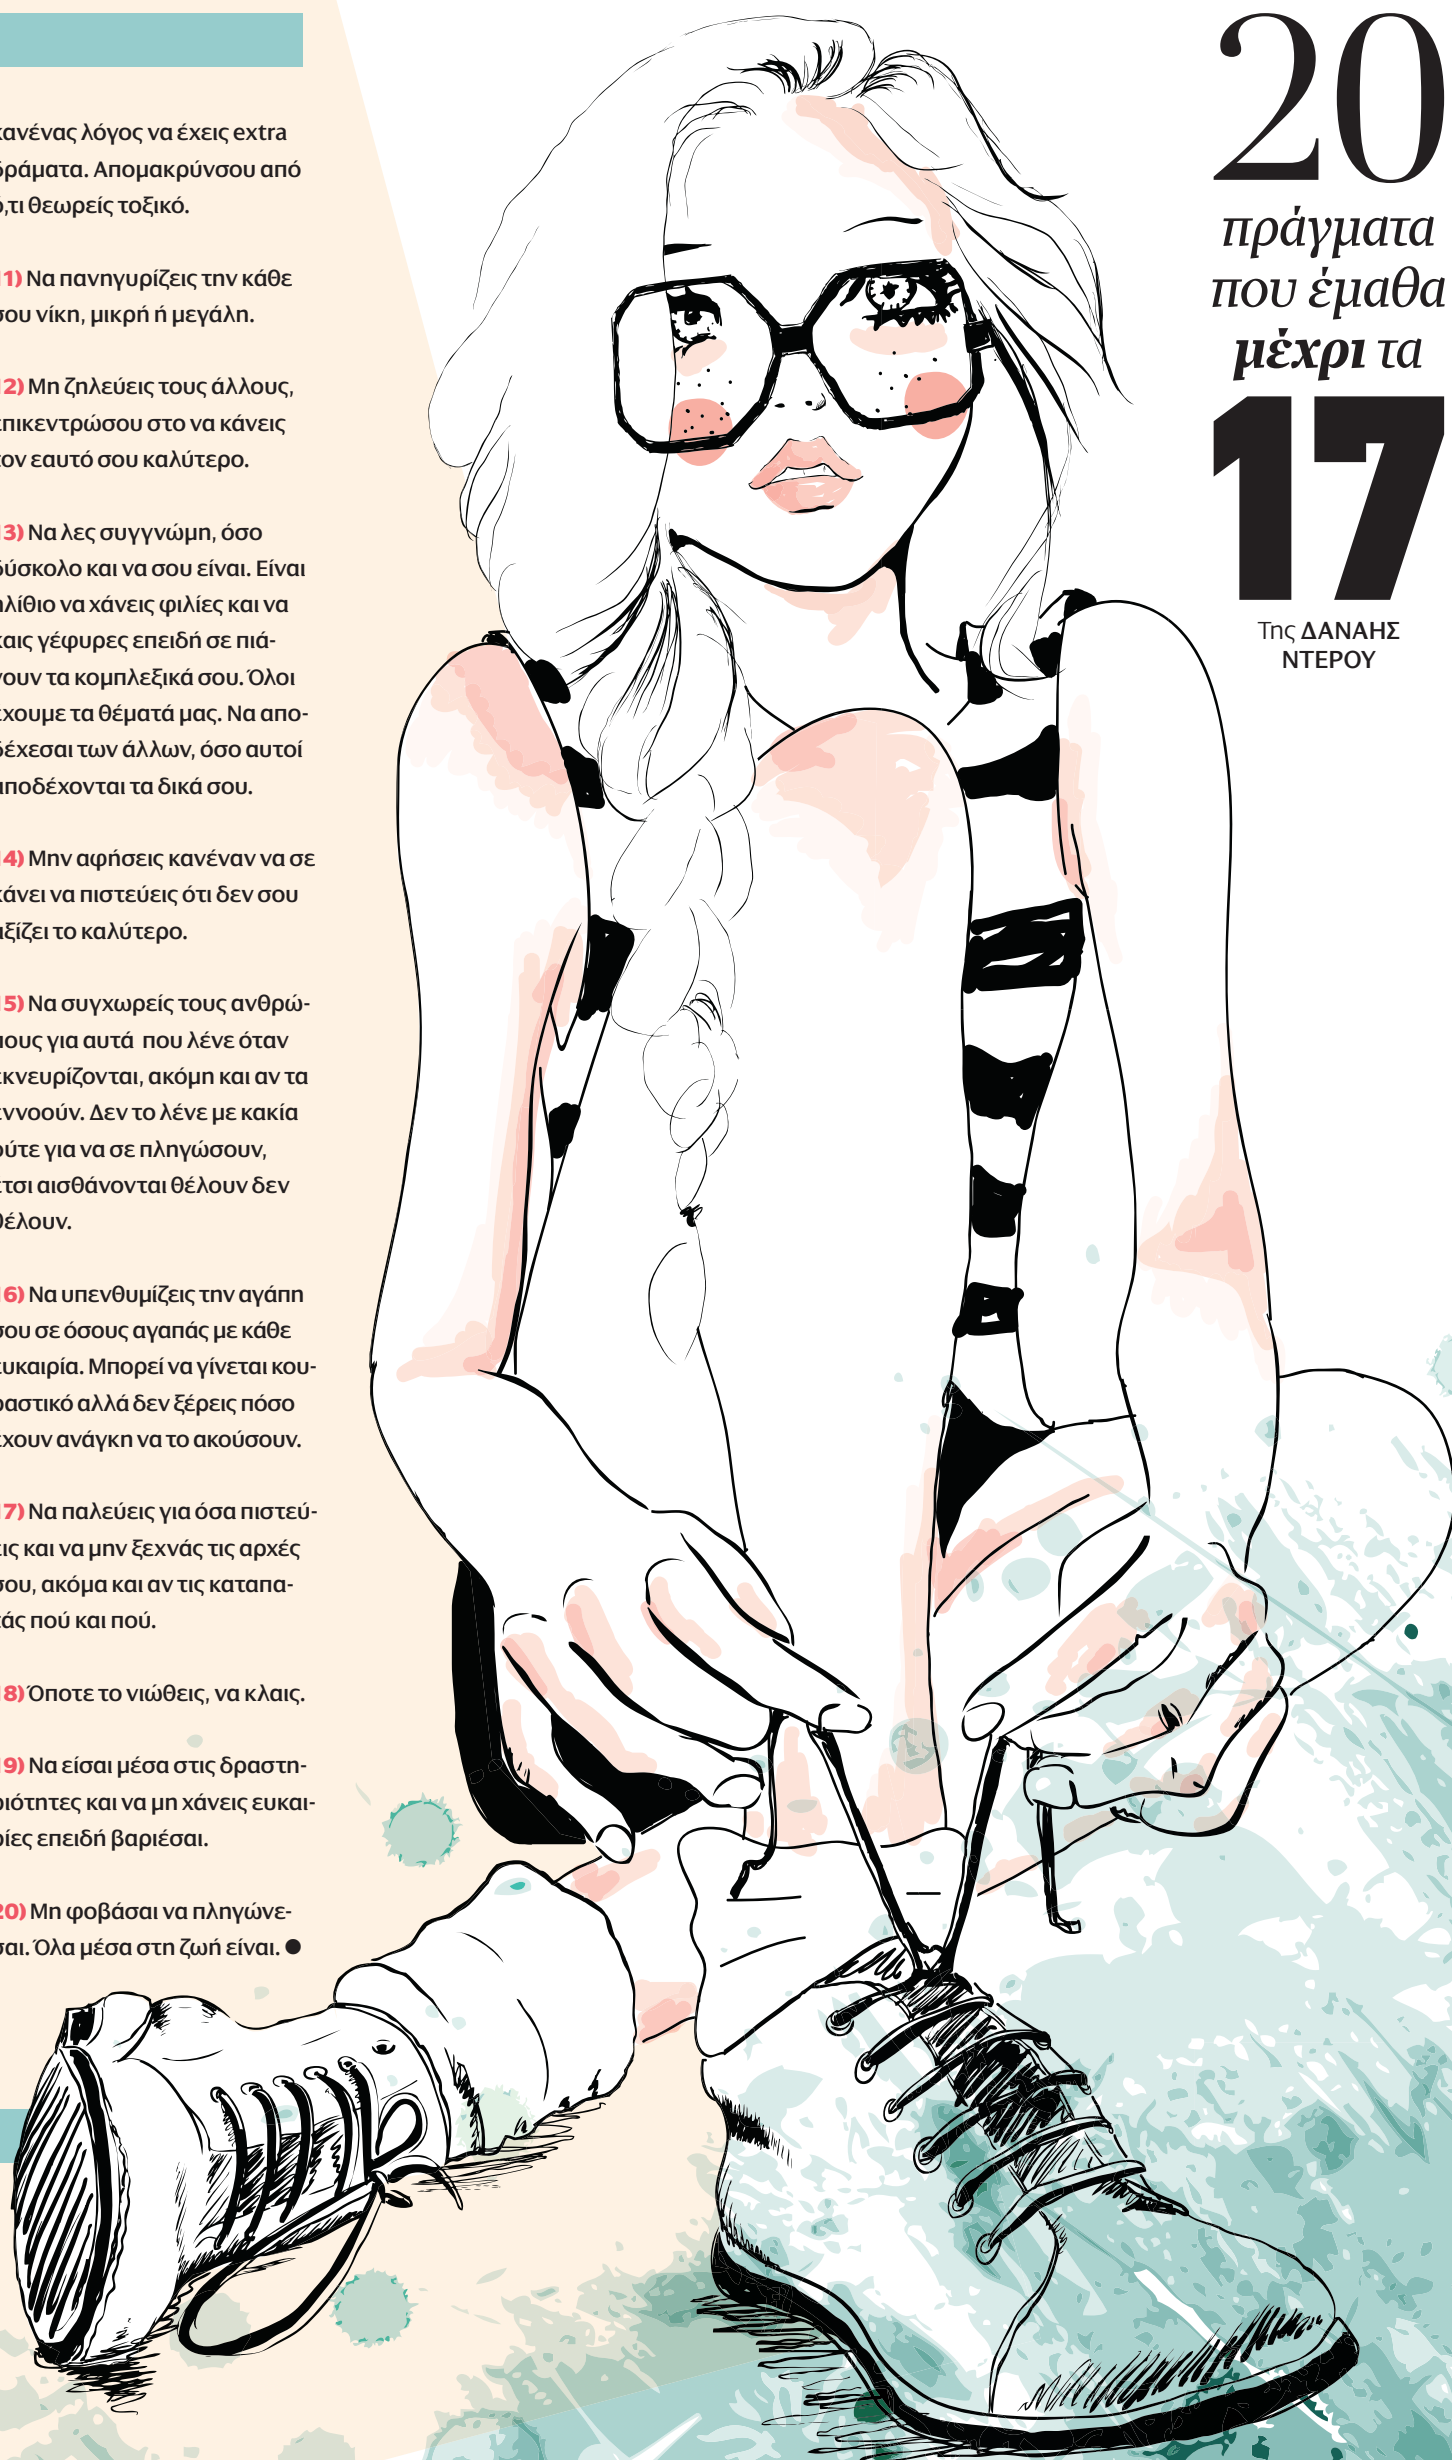 κανένας λόγος να έχεις extra
δράματα. Απομακρύνσου από
ό,τι θεωρείς τοξικό.
11) Να πανηγυρίζεις την κάθε
σου νίκη, μικρή ή μεγάλη.
12) Μη ζηλεύεις τους άλλους,
επικεντρώσου στο να κάνεις
τον εαυτό σου καλύτερο.
13) Να λες συγγνώμη, όσο
δύσκολο και να σου είναι. Είναι
ηλίθιο να χάνεις φιλίες και να
καις γέφυρες επειδή σε πιά-
νουν τα κομπλεξικά σου. Όλοι
έχουμε τα θέματά μας. Να απο-
δέχεσαι των άλλων, όσο αυτοί
αποδέχονται τα δικά σου.
14) Μην αφήσεις κανέναν να σε
κάνει να πιστεύεις ότι δεν σου
αξίζει το καλύτερο.
15) Να συγχωρείς τους ανθρώ-
πους για αυτά που λένε όταν
εκνευρίζονται, ακόμη και αν τα
εννοούν. Δεν το λένε με κακία
ούτε για να σε πληγώσουν,
έτσι αισθάνονται θέλουν δεν
θέλουν.
16) Να υπενθυμίζεις την αγάπη
σου σε όσους αγαπάς με κάθε
ευκαιρία. Μπορεί να γίνεται κου-
ραστικό αλλά δεν ξέρεις πόσο
έχουν ανάγκη να το ακούσουν.
17) Να παλεύεις για όσα πιστεύ-
εις και να μην ξεχνάς τις αρχές
σου, ακόμα και αν τις καταπα-
τάς πού και πού.
18) Όποτε το νιώθεις, να κλαις.
19) Να είσαι μέσα στις δραστη-
ριότητες και να μη χάνεις ευκαι-
ρίες επειδή βαριέσαι.
20) Μη φοβάσαι να πληγώνε-
σαι. Όλα μέσα στη ζωή είναι. ●
20
πράγματα
που έμαθα
μέχρι τα
17
Της ΔΑΝΑΗΣ
ΝΤΕΡΟΥ